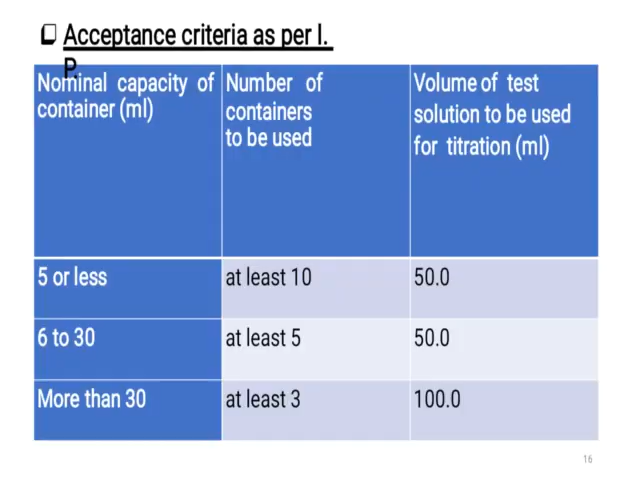 ❑ Acceptance criteria as per I.
P.
Nominal capacity of
container (ml)
Number of
containers
to be used
Volume of test
solution to be used
for titration (ml)
5 or less
at least 10
50.0
6 to 30
at least 5
50.0
More than 30
at least 3
100.0
16